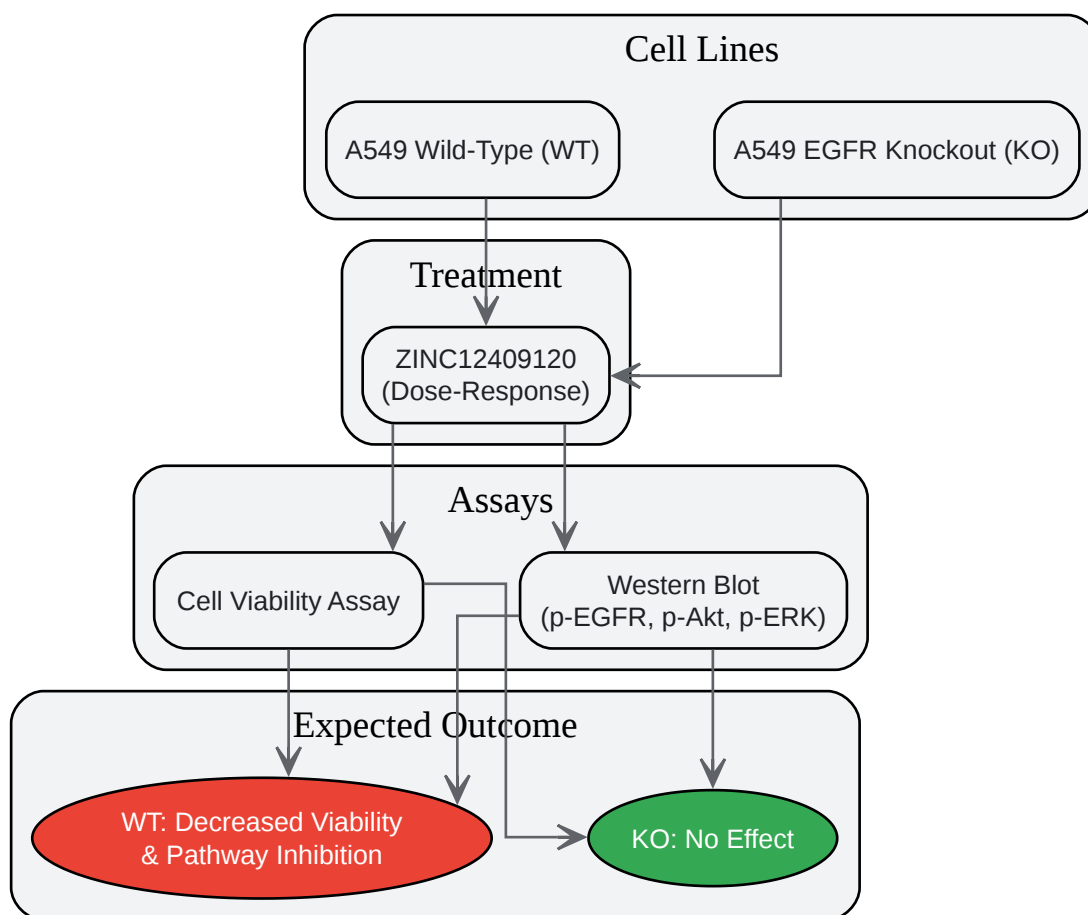 Cell Lines
A549 Wild-Type (WT)
A549 EGFR Knockout (KO)
Treatment
ZINC12409120
(Dose-Response)
Assays
Cell Viability Assay
Western Blot
(p-EGFR, p-Akt, p-ERK)
Expected Outcome
WT: Decreased Viability
& Pathway Inhibition
KO: No Effect